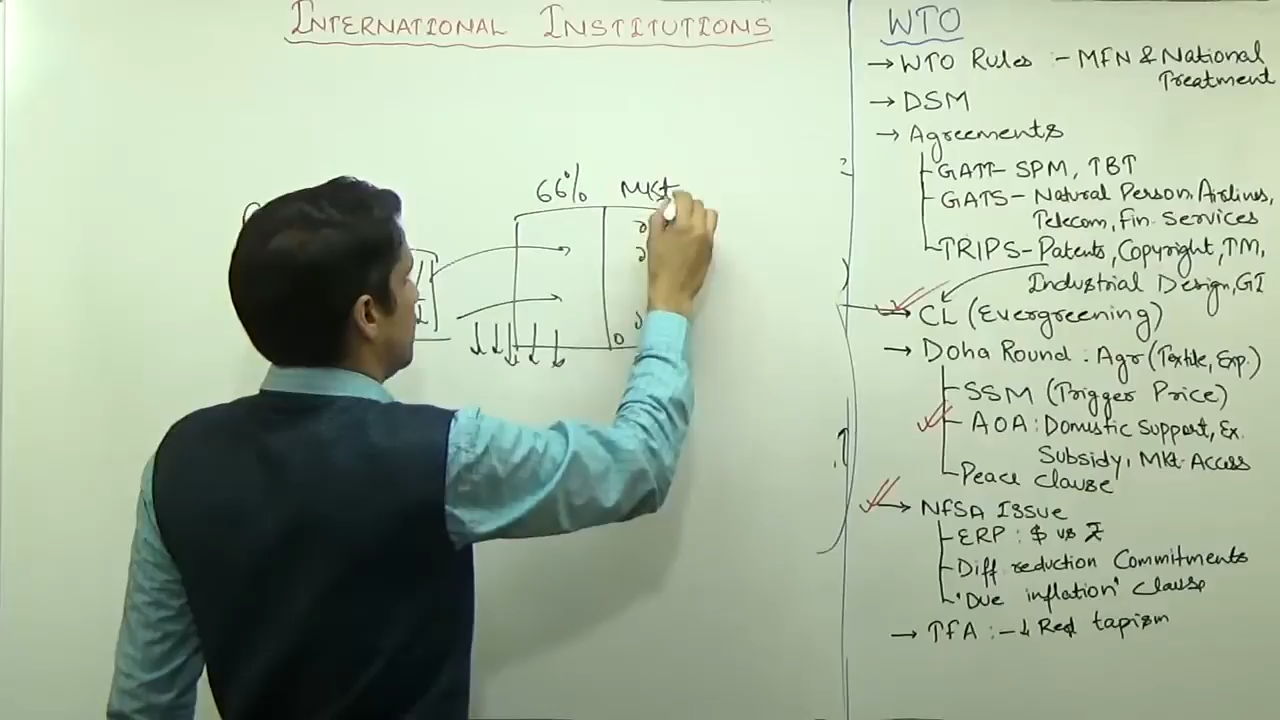 INTERNATIONAL INSTITUTIONS
66% Mkt
0
WTO
→ WTO Rules :- MFN & National
Treatment
→ DSM
→ Agreements
GATT- SPM, TBT
GATS- Natural Person, Airlines,
Telecom, Fin. Services
TRIPS- Patents, Copyright, TM,
Industrial Design, GI
CL (Evergreening)
→ Doha Round : Agr (Textile, Exp.)
SSM (Trigger Price)
AOA : Domistic Support, Ex.
Subsidy, Mkt Access
Peace Clause
→ NFSA Issue
ERP : $ vs ₹
Diff reduction Commitments
'Due inflation' Clause
→ TFA :- ↓ Red tapism